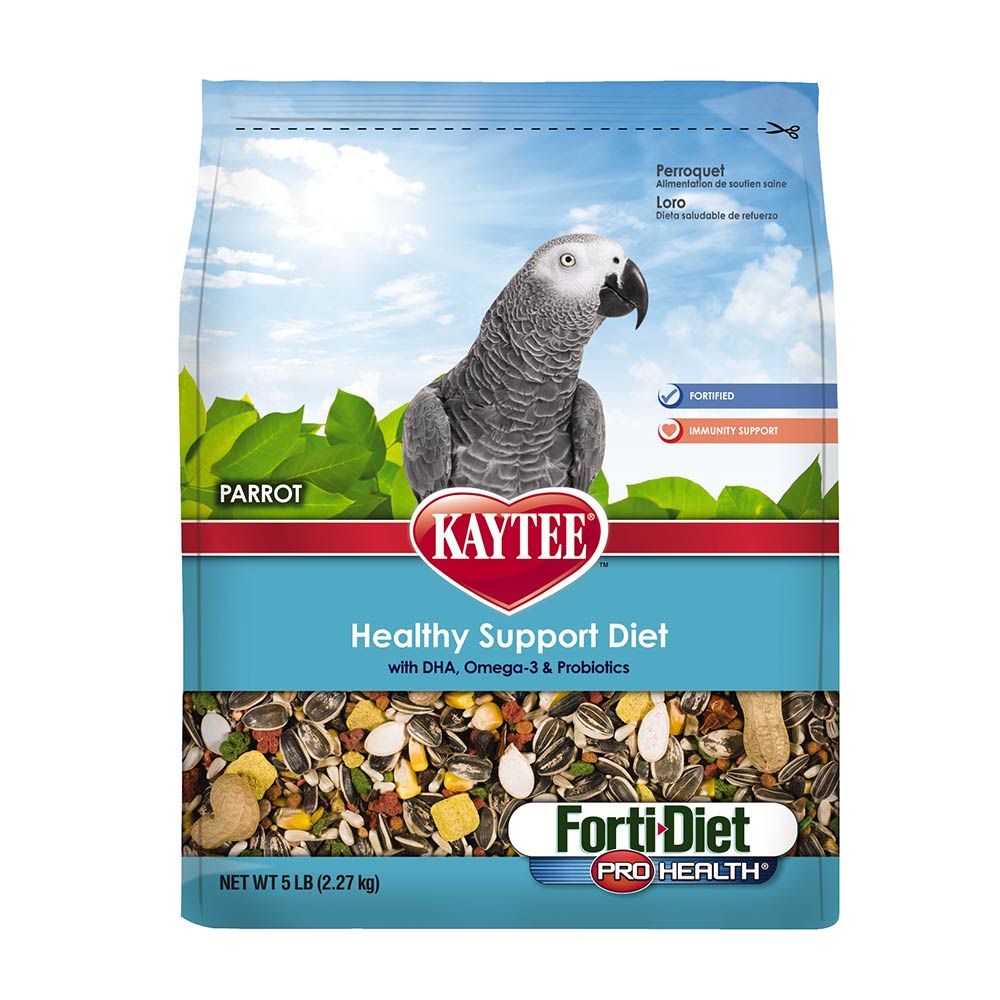 Perroquet
Alimentation de soutien saine
Loro
Dieta saludable de refuerzo
FORTIFIED
IMMUNITY SUPPORT
PARROT
KAYTEE®
™
Healthy Support Diet
with DHA, Omega-3 & Probiotics
Forti-Diet
PRO HEALTH®
NET WT 5 LB (2.27 kg)